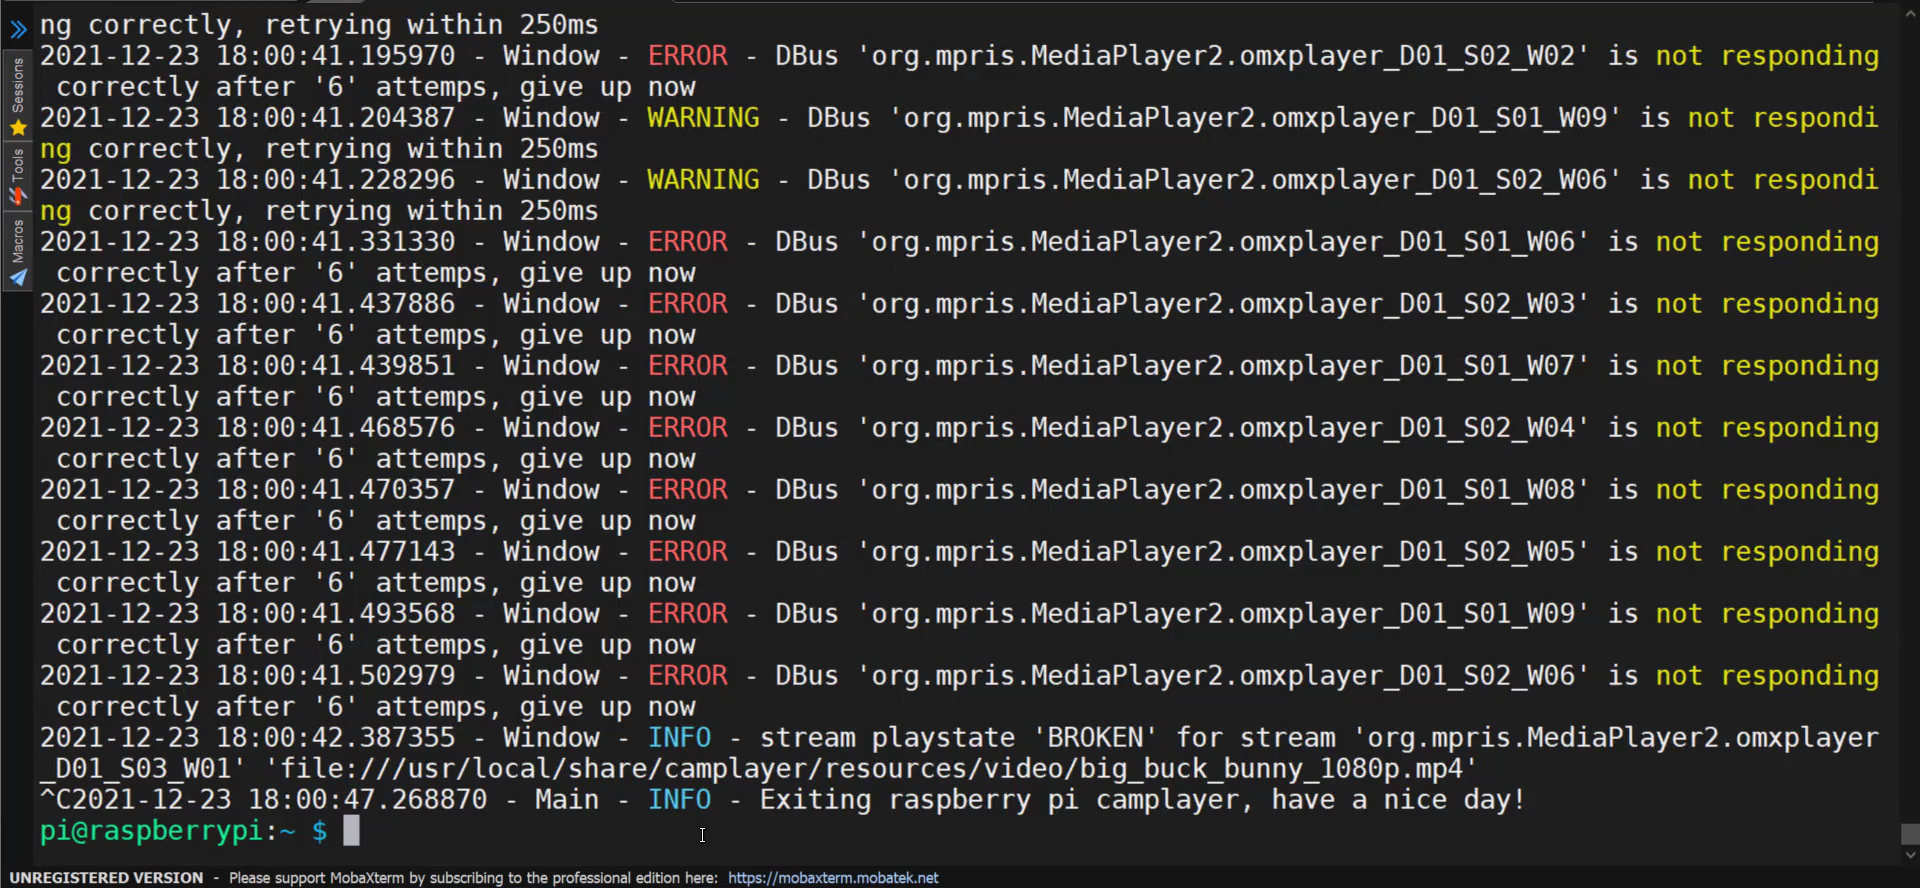 ng correctly, retrying within 250ms
2021-12-23 18:00:41.195970 - Window - ERROR - DBus 'org.mpris.MediaPlayer2.omxplayer_D01_S02_W02' is not responding
 correctly after '6' attemps, give up now
2021-12-23 18:00:41.204387 - Window - WARNING - DBus 'org.mpris.MediaPlayer2.omxplayer_D01_S01_W09' is not respondi
ng correctly, retrying within 250ms
2021-12-23 18:00:41.228296 - Window - WARNING - DBus 'org.mpris.MediaPlayer2.omxplayer_D01_S02_W06' is not respondi
ng correctly, retrying within 250ms
2021-12-23 18:00:41.331330 - Window - ERROR - DBus 'org.mpris.MediaPlayer2.omxplayer_D01_S01_W06' is not responding
 correctly after '6' attemps, give up now
2021-12-23 18:00:41.437886 - Window - ERROR - DBus 'org.mpris.MediaPlayer2.omxplayer_D01_S02_W03' is not responding
 correctly after '6' attemps, give up now
2021-12-23 18:00:41.439851 - Window - ERROR - DBus 'org.mpris.MediaPlayer2.omxplayer_D01_S01_W07' is not responding
 correctly after '6' attemps, give up now
2021-12-23 18:00:41.468576 - Window - ERROR - DBus 'org.mpris.MediaPlayer2.omxplayer_D01_S02_W04' is not responding
 correctly after '6' attemps, give up now
2021-12-23 18:00:41.470357 - Window - ERROR - DBus 'org.mpris.MediaPlayer2.omxplayer_D01_S01_W08' is not responding
 correctly after '6' attemps, give up now
2021-12-23 18:00:41.477143 - Window - ERROR - DBus 'org.mpris.MediaPlayer2.omxplayer_D01_S02_W05' is not responding
 correctly after '6' attemps, give up now
2021-12-23 18:00:41.493568 - Window - ERROR - DBus 'org.mpris.MediaPlayer2.omxplayer_D01_S01_W09' is not responding
 correctly after '6' attemps, give up now
2021-12-23 18:00:41.502979 - Window - ERROR - DBus 'org.mpris.MediaPlayer2.omxplayer_D01_S02_W06' is not responding
 correctly after '6' attemps, give up now
2021-12-23 18:00:42.387355 - Window - INFO - stream playstate 'BROKEN' for stream 'org.mpris.MediaPlayer2.omxplayer
_D01_S03_W01' 'file:///usr/local/share/camplayer/resources/video/big_buck_bunny_1080p.mp4'
^C2021-12-23 18:00:47.268870 - Main - INFO - Exiting raspberry pi camplayer, have a nice day!
pi@raspberrypi:~ $
Sessions
Tools
Macros
UNREGISTERED VERSION - Please support MobaXterm by subscribing to the professional edition here: https://mobaxterm.mobatek.net